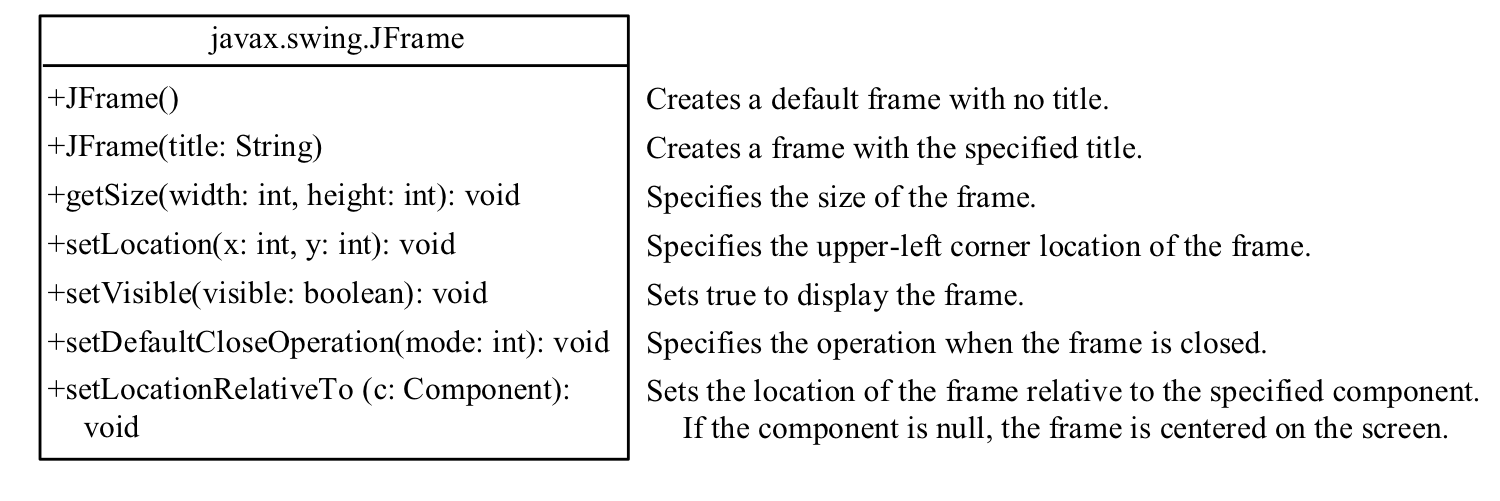 javax.swing.JFrame
+JFrame()
Creates a default frame with no title.
+JFrame(title: String)
Creates a frame with the specified title.
+getSize(width: int, height: int): void
Specifies the size of the frame.
+setLocation(x: int, y: int): void
Specifies the upper-left corner location of the frame.
+setVisible(visible: boolean): void
Sets true to display the frame.
+setDefaultCloseOperation(mode: int): void
Specifies the operation when the frame is closed.
+setLocationRelativeTo (c: Component):
void
Sets the location of the frame relative to the specified component.
If the component is null, the frame is centered on the screen.